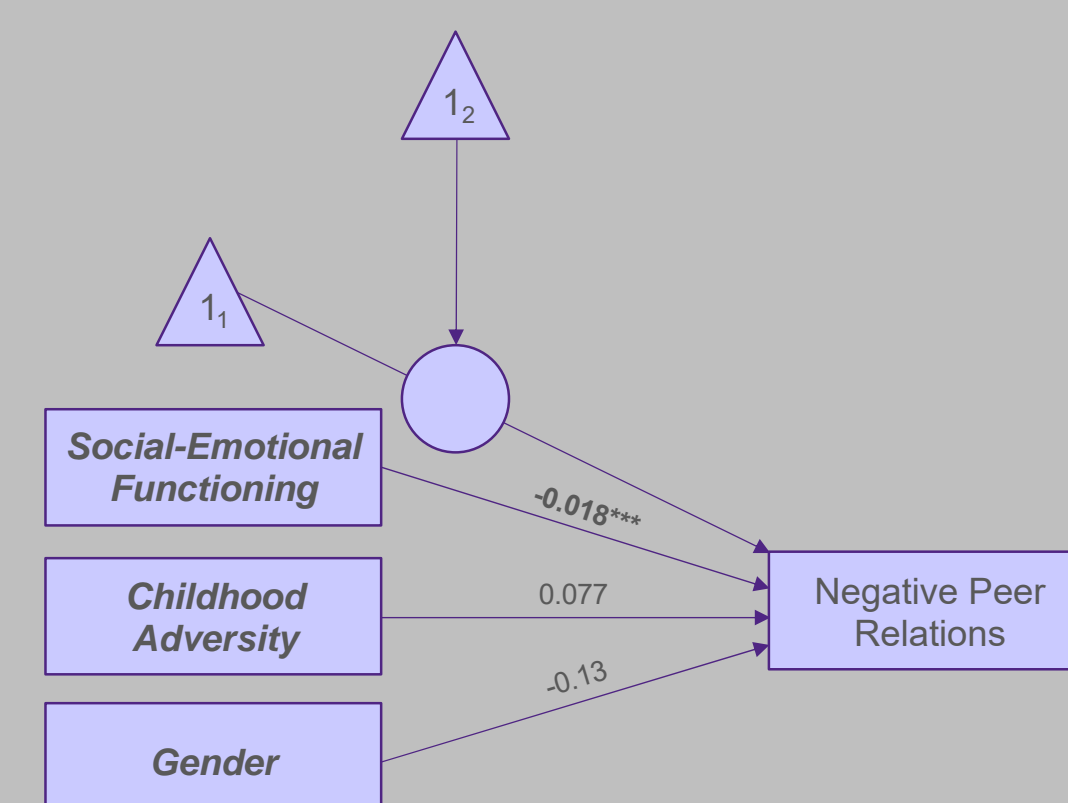 1₂
1₁
Social-Emotional
Functioning
-0.018***
Childhood
Adversity
0.077
Negative Peer
Relations
-0.13
Gender